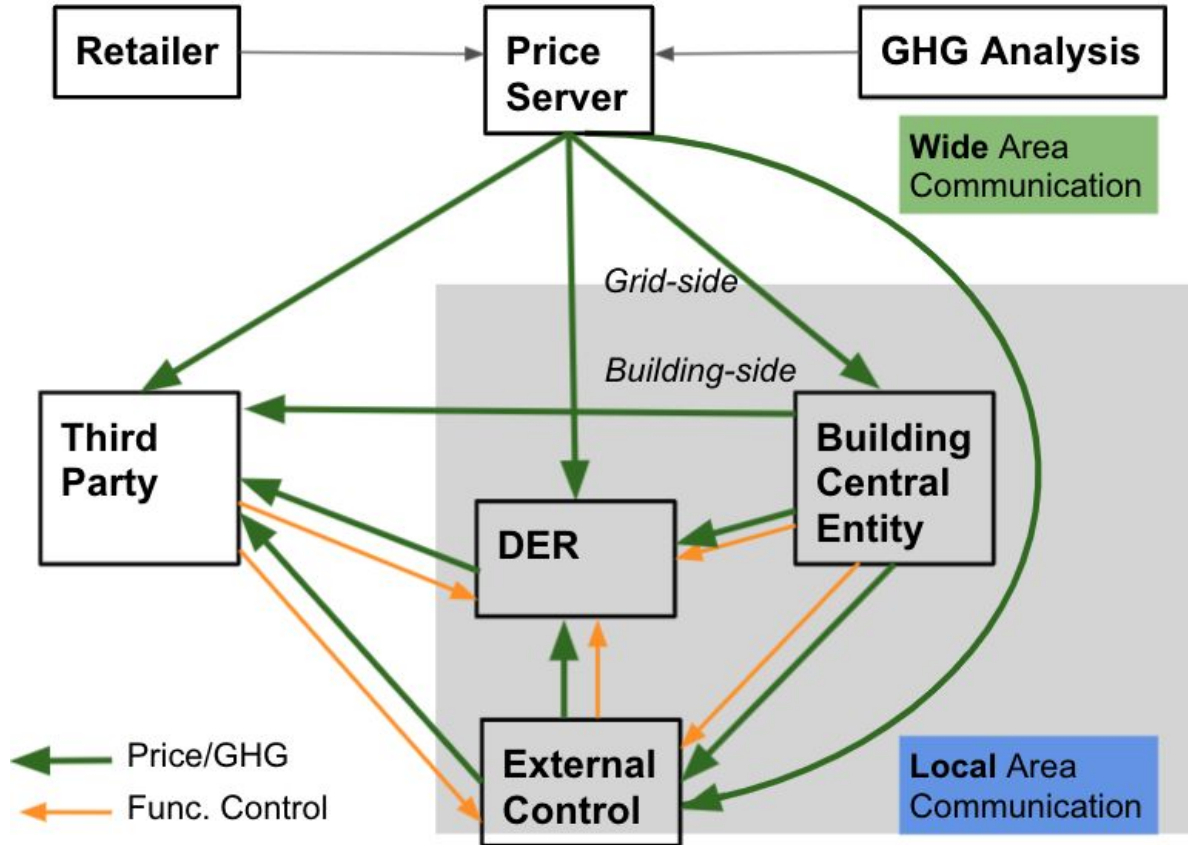 Retailer
Price
Server
GHG Analysis
Wide Area
Communication
Grid-side
Building-side
Third
Party
Building
Central
Entity
DER
External
Control
Price/GHG
Func. Control
Local Area
Communication